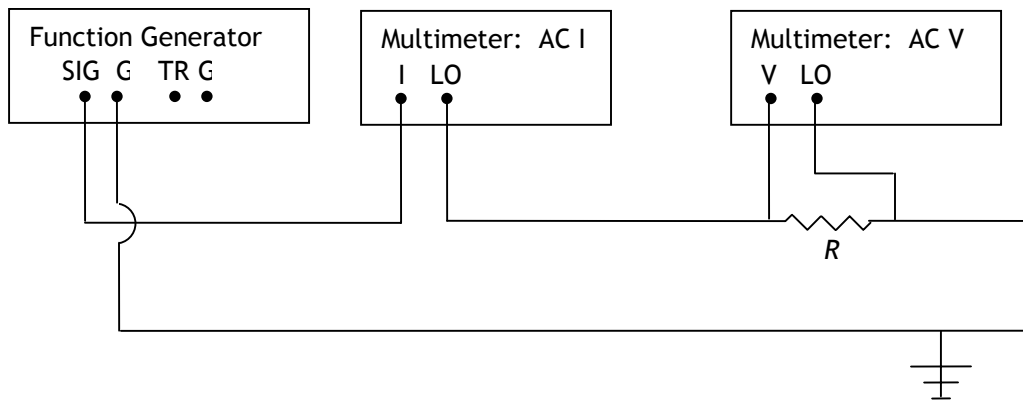 Function Generator
SIG G TR G
Multimeter: AC I
I LO
Multimeter: AC V
V LO
R